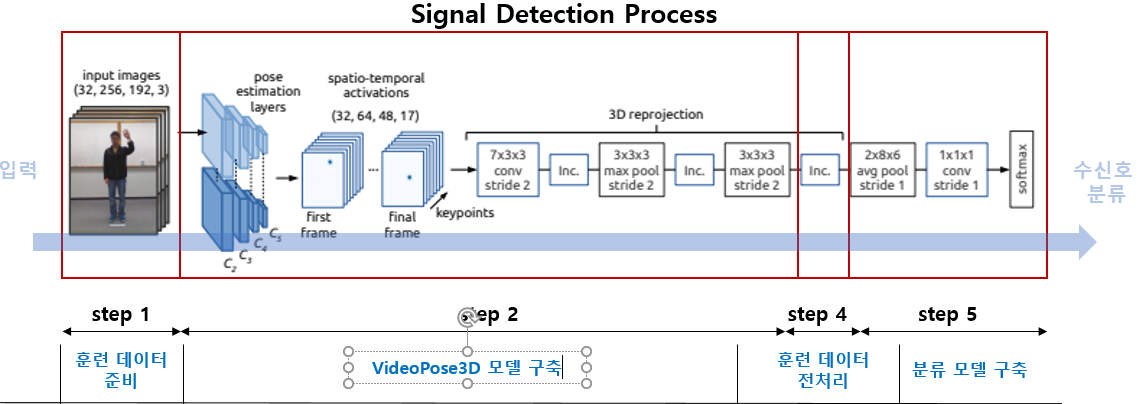 Signal Detection Process
input images
(32, 256, 192, 3)
pose
estimation
layers
spatio-temporal
activations
(32, 64, 48, 17)
3D reprojection
입력
7x3x3
conv
stride 2
Inc.
3x3x3
max pool
stride 2
Inc.
3x3x3
max pool
stride 2
Inc.
2x8x6
avg pool
stride 1
1x1x1
conv
stride 1
softmax
수신호
분류
...
first
frame
final
frame
keypoints
C2
C3
C4
C5
step 1
step 2
step 4
step 5
훈련 데이터
준비
VideoPose3D 모델 구축
훈련 데이터
전처리
분류 모델 구축